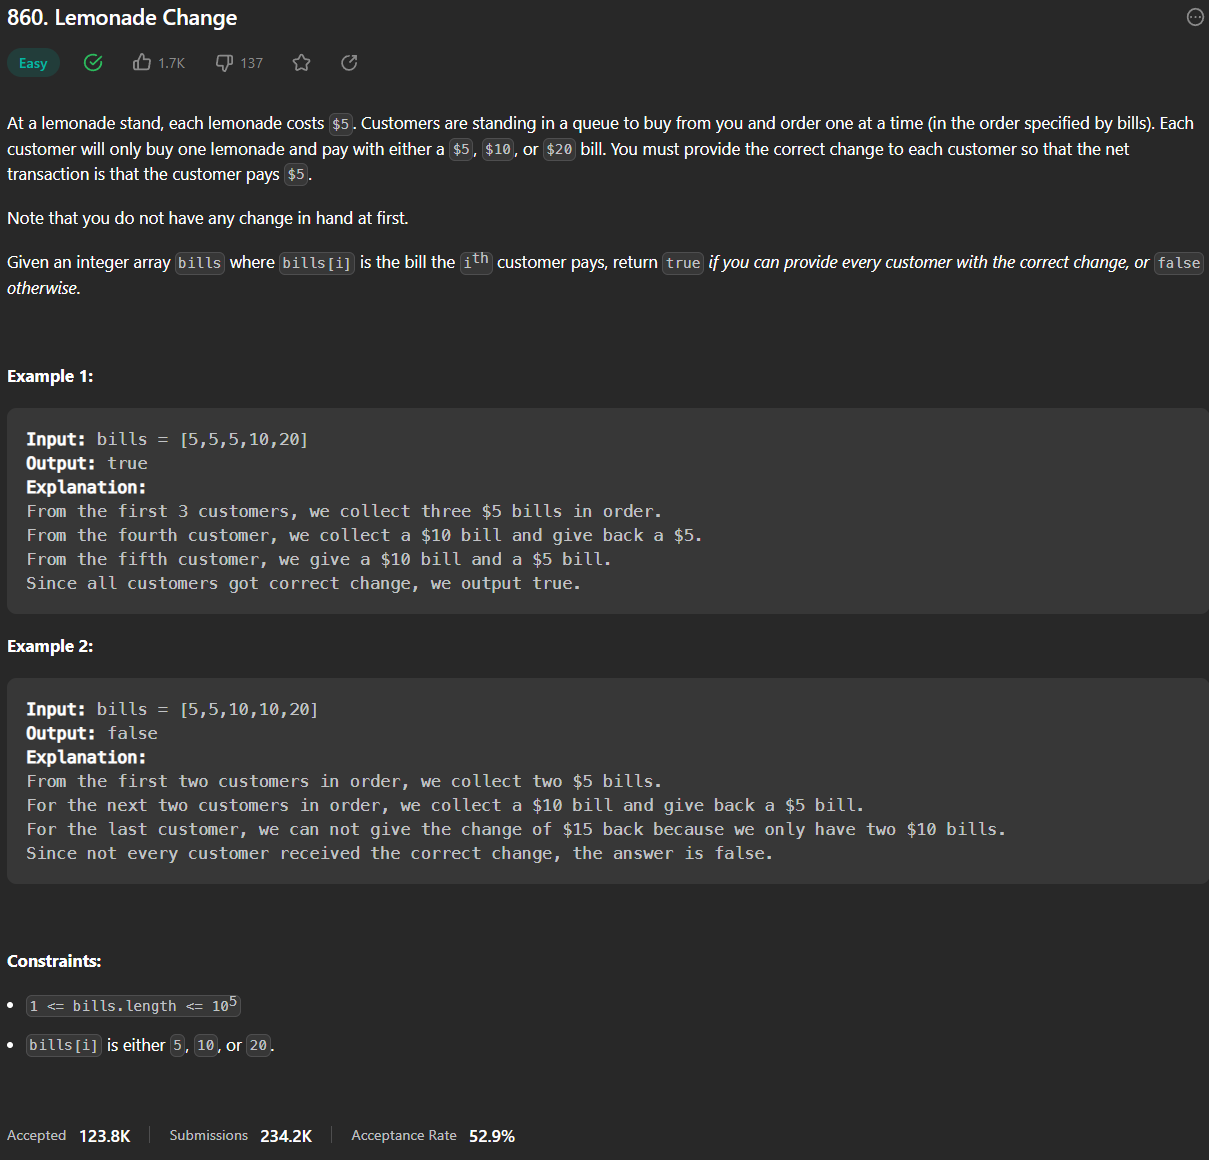 860. Lemonade Change
Easy
1.7K
137
At a lemonade stand, each lemonade costs $5. Customers are standing in a queue to buy from you and order one at a time (in the order specified by bills). Each
customer will only buy one lemonade and pay with either a $5, $10, or $20 bill. You must provide the correct change to each customer so that the net
transaction is that the customer pays $5.
Note that you do not have any change in hand at first.
Given an integer array bills where bills[i] is the bill the ith customer pays, return true if you can provide every customer with the correct change, or false
otherwise.
Example 1:
Input: bills = [5,5,5,10,20]
Output: true
Explanation:
From the first 3 customers, we collect three $5 bills in order.
From the fourth customer, we collect a $10 bill and give back a $5.
From the fifth customer, we give a $10 bill and a $5 bill.
Since all customers got correct change, we output true.
Example 2:
Input: bills = [5,5,10,10,20]
Output: false
Explanation:
From the first two customers in order, we collect two $5 bills.
For the next two customers in order, we collect a $10 bill and give back a $5 bill.
For the last customer, we can not give the change of $15 back because we only have two $10 bills.
Since not every customer received the correct change, the answer is false.
Constraints:
• 1 <= bills.length <= 10^5
• bills[i] is either 5, 10, or 20.
Accepted 123.8K Submissions 234.2K Acceptance Rate 52.9%